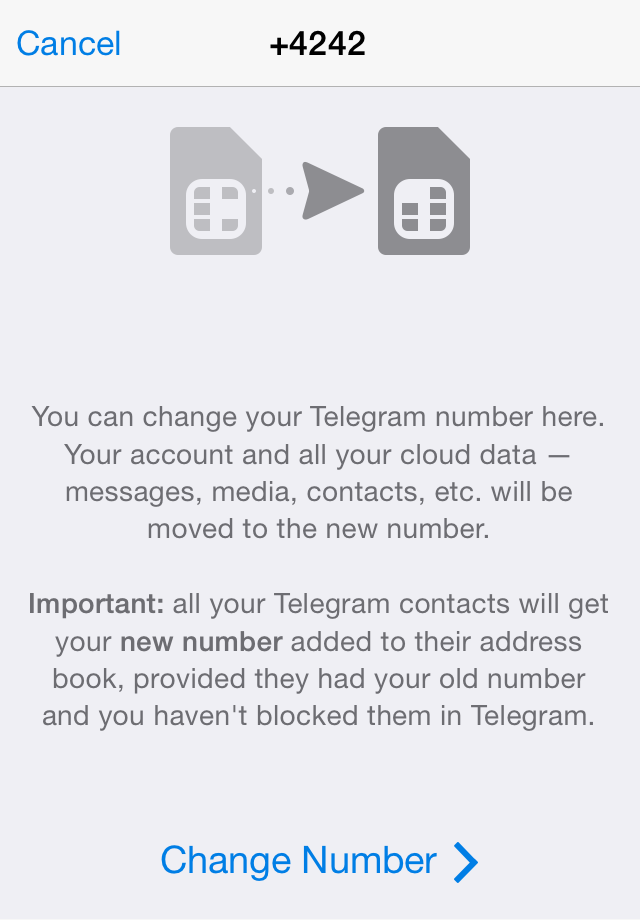 Cancel
+4242
You can change your Telegram number here.
Your account and all your cloud data —
messages, media, contacts, etc. will be
moved to the new number.
Important: all your Telegram contacts will get
your new number added to their address
book, provided they had your old number
and you haven't blocked them in Telegram.
Change Number